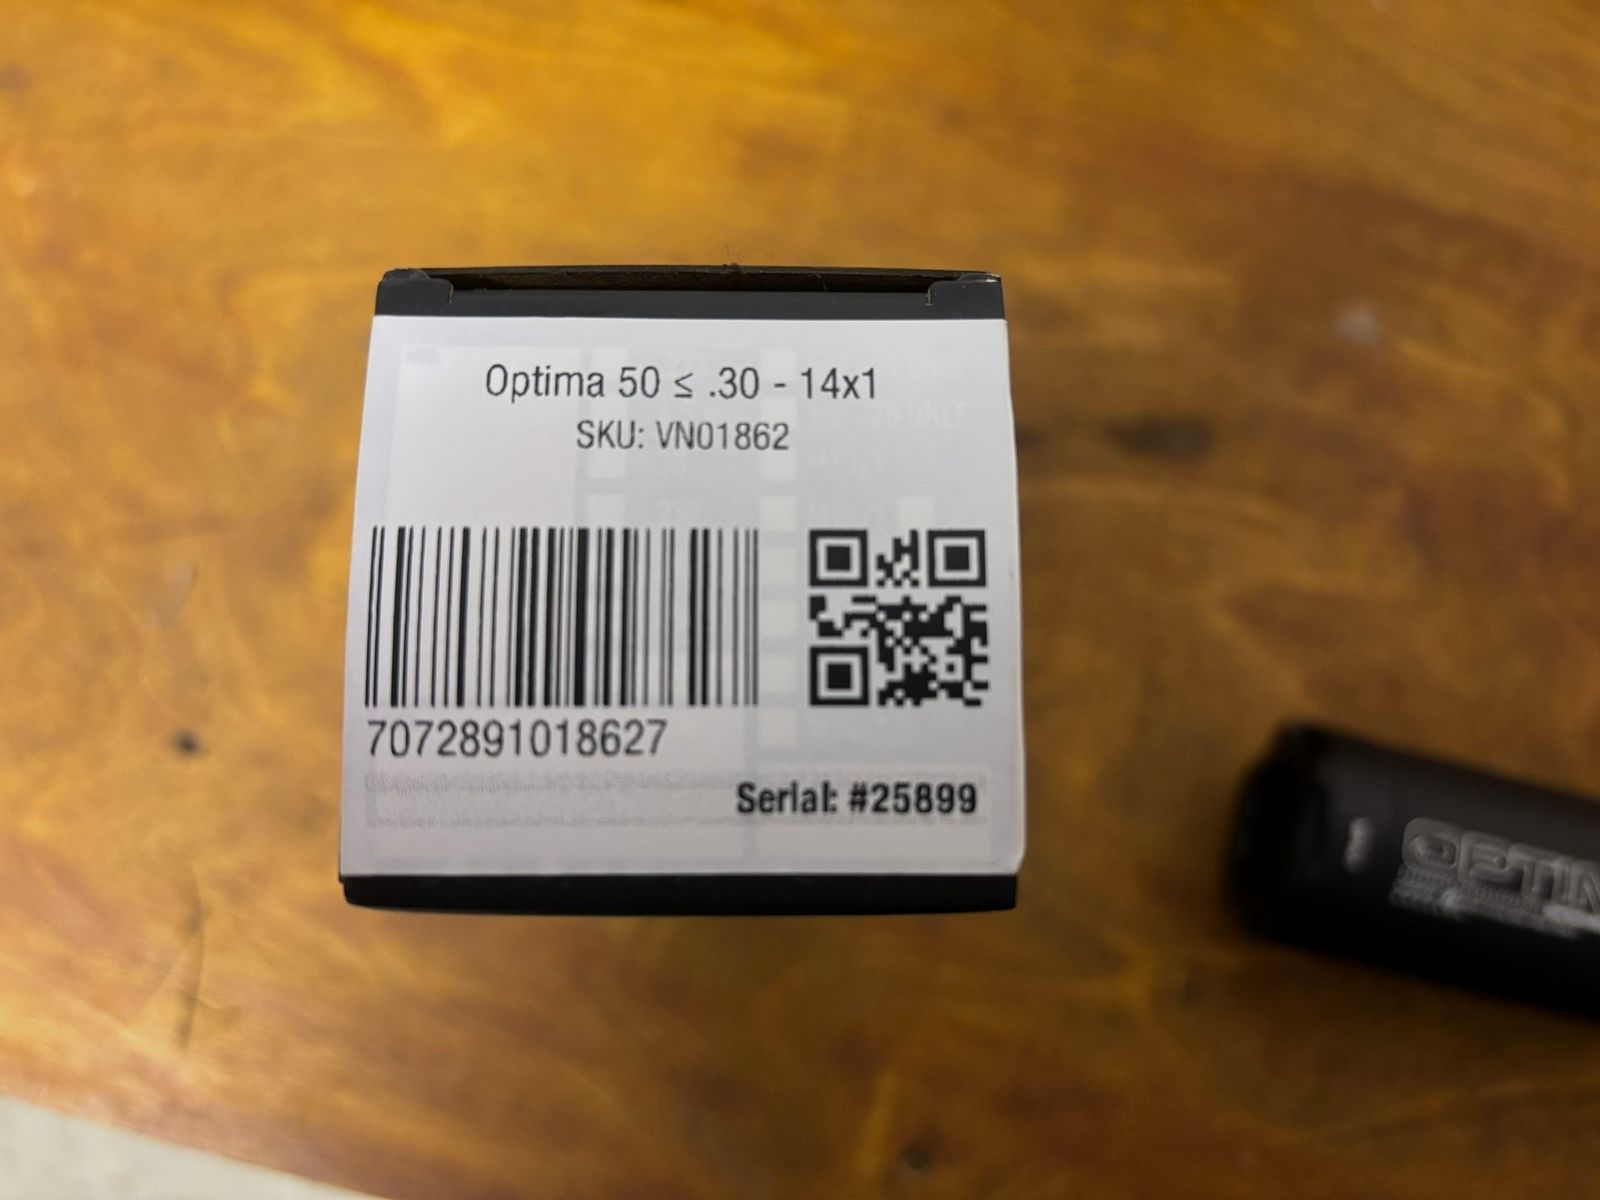 Optima 50 ≤ .30 - 14x1
SKU: VN01862
7072891018627
Serial: #25899
OPTIM